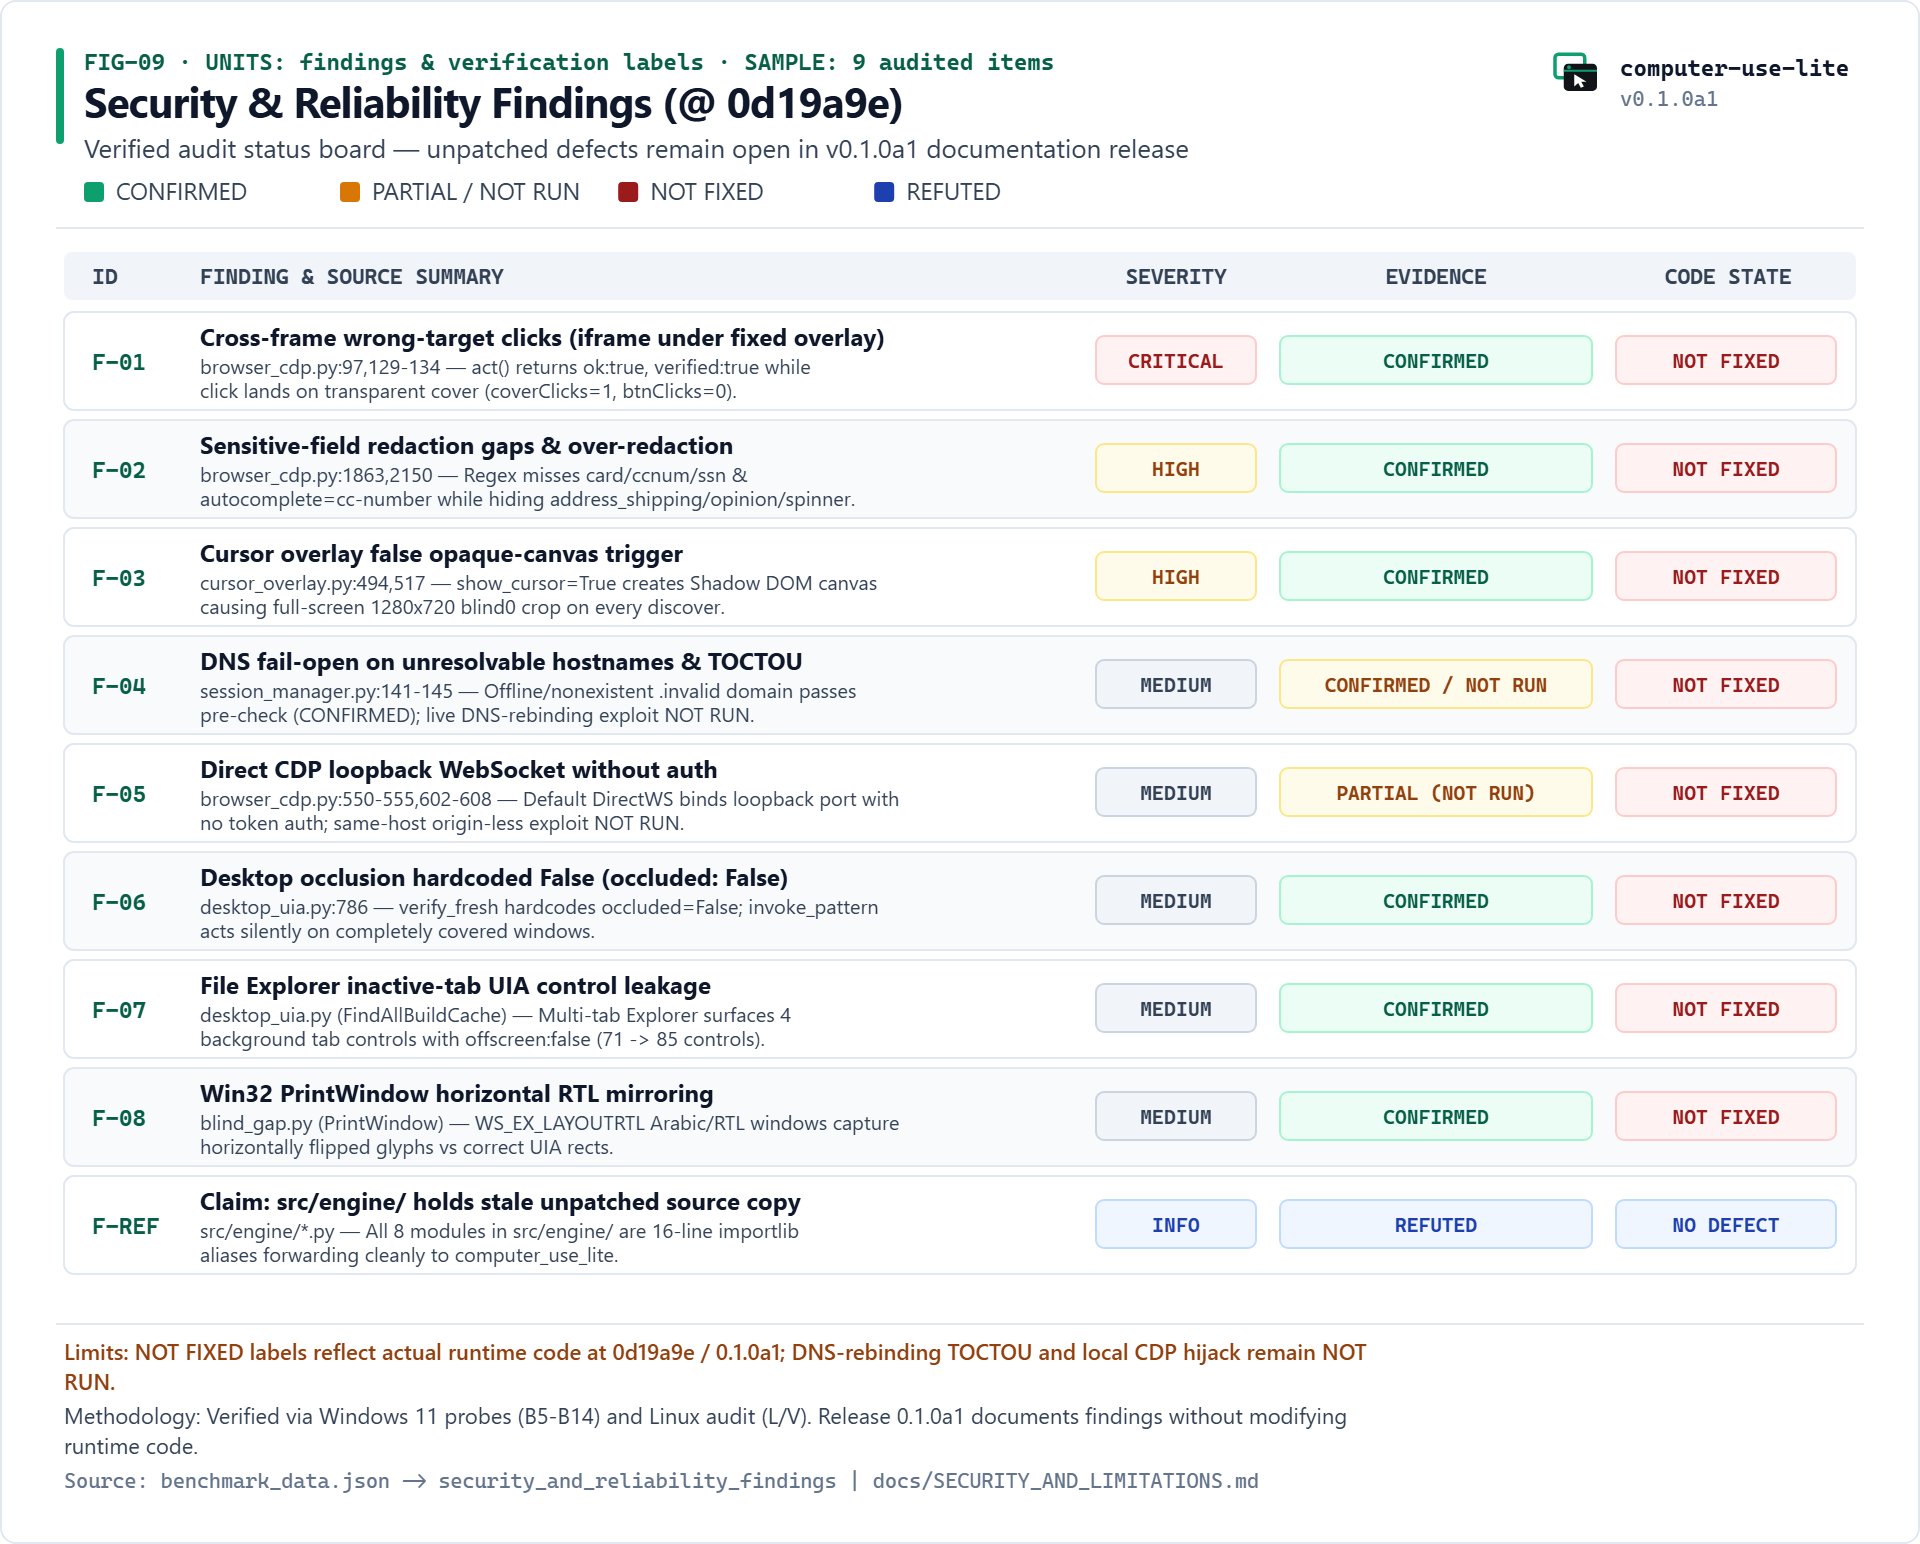 FIG-09 · UNITS: findings & verification labels · SAMPLE: 9 audited items
Security & Reliability Findings (@ 0d19a9e)
Verified audit status board — unpatched defects remain open in v0.1.0a1 documentation release
computer-use-lite
v0.1.0a1
CONFIRMED PARTIAL / NOT RUN NOT FIXED REFUTED
ID FINDING & SOURCE SUMMARY SEVERITY EVIDENCE CODE STATE
Cross-frame wrong-target clicks (iframe under fixed overlay)
F-01 browser_cdp.py:97,129-134 — act() returns ok:true, verified:true while CRITICAL CONFIRMED NOT FIXED
click lands on transparent cover (coverClicks=1, btnClicks=0).
Sensitive-field redaction gaps & over-redaction
F-02 browser_cdp.py:1863,2150 — Regex misses card/ccnum/ssn & HIGH CONFIRMED NOT FIXED
autocomplete=cc-number while hiding address_shipping/opinion/spinner.
Cursor overlay false opaque-canvas trigger
F-03 cursor_overlay.py:494,517 — show_cursor=True creates Shadow DOM canvas HIGH CONFIRMED NOT FIXED
causing full-screen 1280x720 blind0 crop on every discover.
DNS fail-open on unresolvable hostnames & TOCTOU
F-04 session_manager.py:141-145 — Offline/nonexistent .invalid domain passes MEDIUM CONFIRMED / NOT RUN NOT FIXED
pre-check (CONFIRMED); live DNS-rebinding exploit NOT RUN.
Direct CDP loopback WebSocket without auth
F-05 browser_cdp.py:550-555,602-608 — Default DirectWS binds loopback port with MEDIUM PARTIAL (NOT RUN) NOT FIXED
no token auth; same-host origin-less exploit NOT RUN.
Desktop occlusion hardcoded False (occluded: False)
F-06 desktop_uia.py:786 — verify_fresh hardcodes occluded=False; invoke_pattern MEDIUM CONFIRMED NOT FIXED
acts silently on completely covered windows.
File Explorer inactive-tab UIA control leakage
F-07 desktop_uia.py (FindAllBuildCache) — Multi-tab Explorer surfaces 4 MEDIUM CONFIRMED NOT FIXED
background tab controls with offscreen:false (71 -> 85 controls).
Win32 PrintWindow horizontal RTL mirroring
F-08 blind_gap.py (PrintWindow) — WS_EX_LAYOUTRTL Arabic/RTL windows capture MEDIUM CONFIRMED NOT FIXED
horizontally flipped glyphs vs correct UIA rects.
Claim: src/engine/ holds stale unpatched source copy
F-REF src/engine/*.py — All 8 modules in src/engine/ are 16-line importlib INFO REFUTED NO DEFECT
aliases forwarding cleanly to computer_use_lite.
Limits: NOT FIXED labels reflect actual runtime code at 0d19a9e / 0.1.0a1; DNS-rebinding TOCTOU and local CDP hijack remain NOT
RUN.
Methodology: Verified via Windows 11 probes (B5-B14) and Linux audit (L/V). Release 0.1.0a1 documents findings without modifying
runtime code.
Source: benchmark_data.json —> security_and_reliability_findings | docs/SECURITY_AND_LIMITATIONS.md